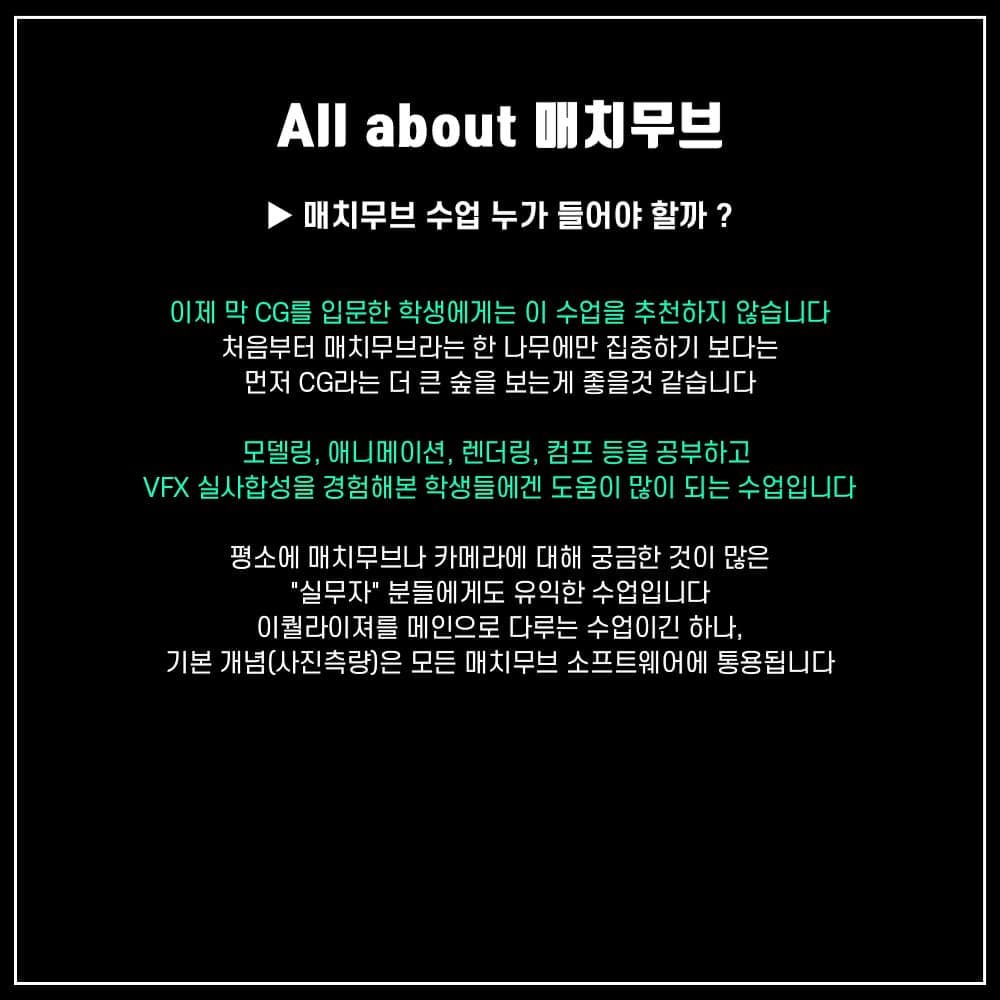 All about 매치무브
▶ 매치무브 수업 누가 들어야 할까 ?
이제 막 CG를 입문한 학생에게는 이 수업을 추천하지 않습니다
처음부터 매치무브라는 한 나무에만 집중하기 보다는
먼저 CG라는 더 큰 숲을 보는게 좋을것 같습니다
모델링, 애니메이션, 렌더링, 컴프 등을 공부하고
VFX 실사합성을 경험해본 학생들에겐 도움이 많이 되는 수업입니다
평소에 매치무브나 카메라에 대해 궁금한 것이 많은
"실무자" 분들에게도 유익한 수업입니다
이퀄라이져를 메인으로 다루는 수업이긴 하나,
기본 개념(사진측량)은 모든 매치무브 소프트웨어에 통용됩니다